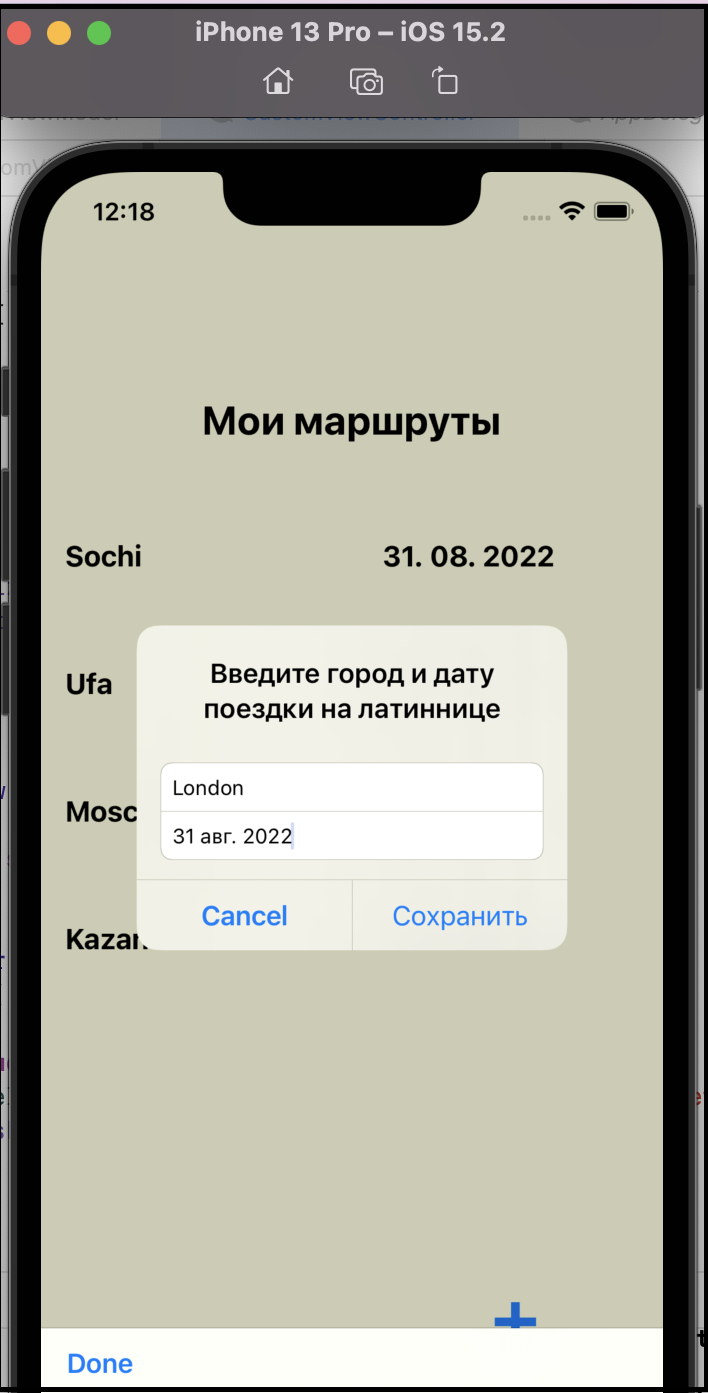 iPhone 13 Pro – iOS 15.2
12:18
Мои маршруты
Sochi 31. 08. 2022
Ufa
Введите город и дату
поездки на латиннице
London
Mosc
31 авг. 2022
Cancel Сохранить
Kazan
Done